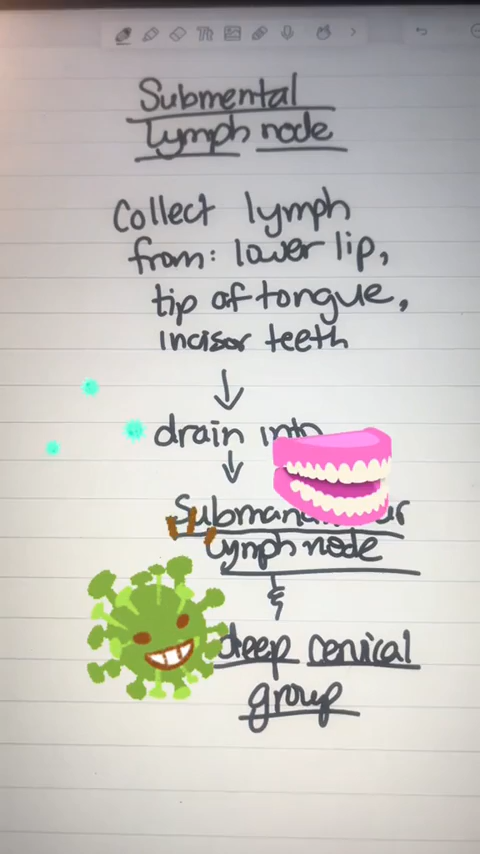 Submental
lymph node
Collect lymph
from: lower lip,
tip of tongue,
incisor teeth
↓
drain into
↓
lymph node
&
deep cervical
group